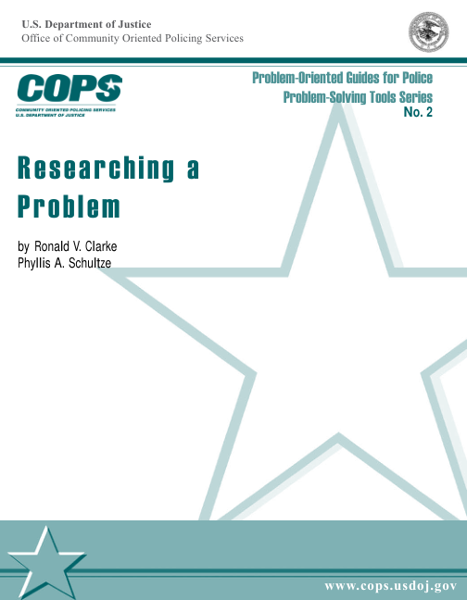 U.S. Department of Justice
Office of Community Oriented Policing Services
COPS
COMMUNITY ORIENTED POLICING SERVICES
U.S. DEPARTMENT OF JUSTICE
Problem-Oriented Guides for Police
Problem-Solving Tools Series
No. 2
Researching a
Problem
by Ronald V. Clarke
Phyllis A. Schultze
www.cops.usdoj.gov